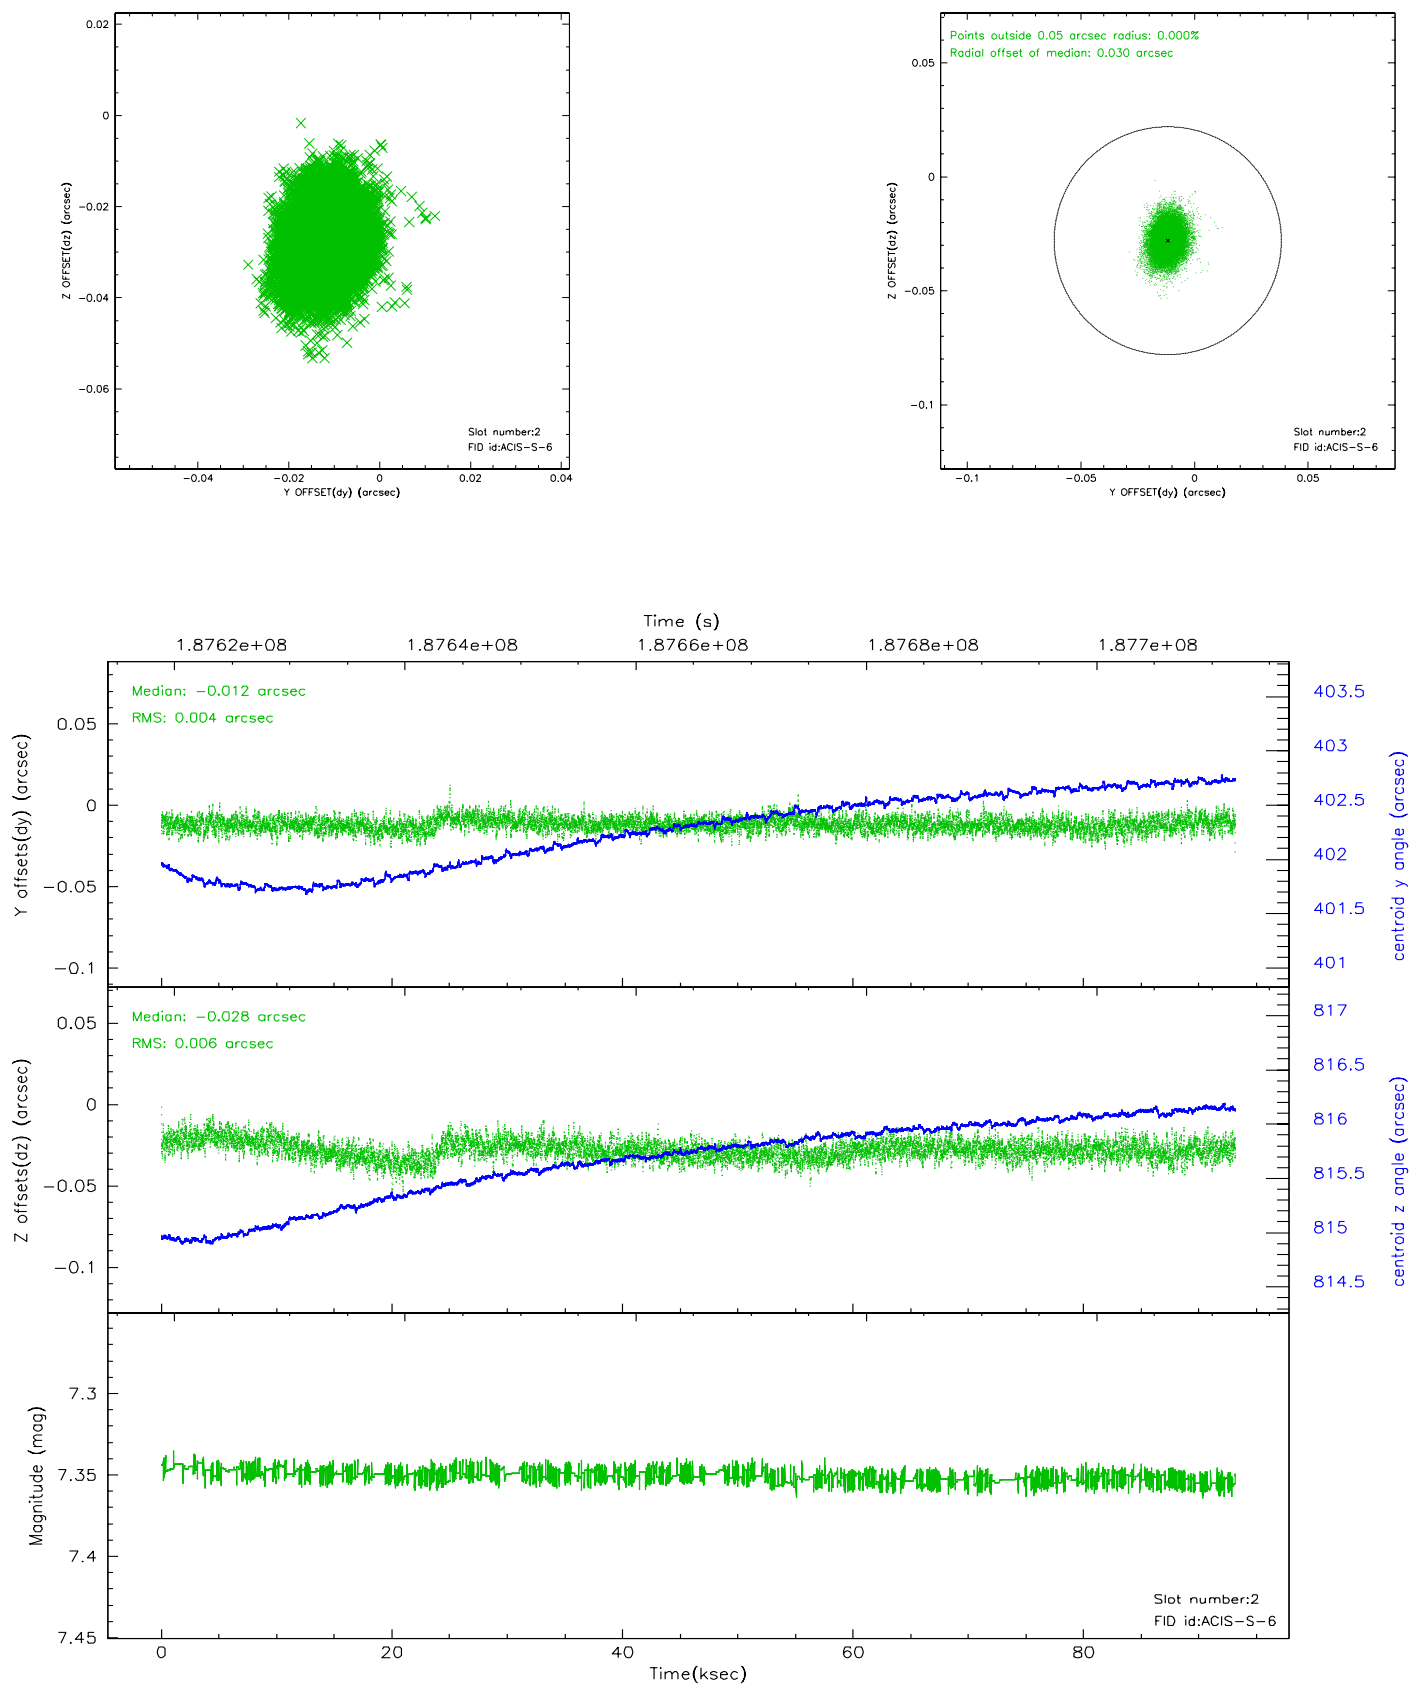 0.02
0
-0.02
-0.04
-0.06
Z OFFSET(dz) (arcsec)
-0.04
-0.02
0
0.02
0.04
Y OFFSET(dy) (arcsec)
Slot number:2
FID id:ACIS-S-6
Points outside 0.05 arcsec radius: 0.000%
Radial offset of median: 0.030 arcsec
0.05
0
-0.05
-0.1
Z OFFSET(dz) (arcsec)
-0.1
-0.05
0
0.05
Y OFFSET(dy) (arcsec)
Slot number:2
FID id:ACIS-S-6
Time (s)
1.8762e+08
1.8764e+08
1.8766e+08
1.8768e+08
1.877e+08
Median: -0.012 arcsec
RMS: 0.004 arcsec
0.05
0
-0.05
-0.1
Y offsets(dy) (arcsec)
403.5
403
402.5
402
401.5
401
centroid y angle (arcsec)
Median: -0.028 arcsec
RMS: 0.006 arcsec
0.05
0
-0.05
-0.1
Z offsets(dz) (arcsec)
817
816.5
816
815.5
815
814.5
centroid z angle (arcsec)
7.3
7.35
7.4
7.45
Magnitude (mag)
Slot number:2
FID id:ACIS-S-6
0
20
40
60
80
Time(ksec)